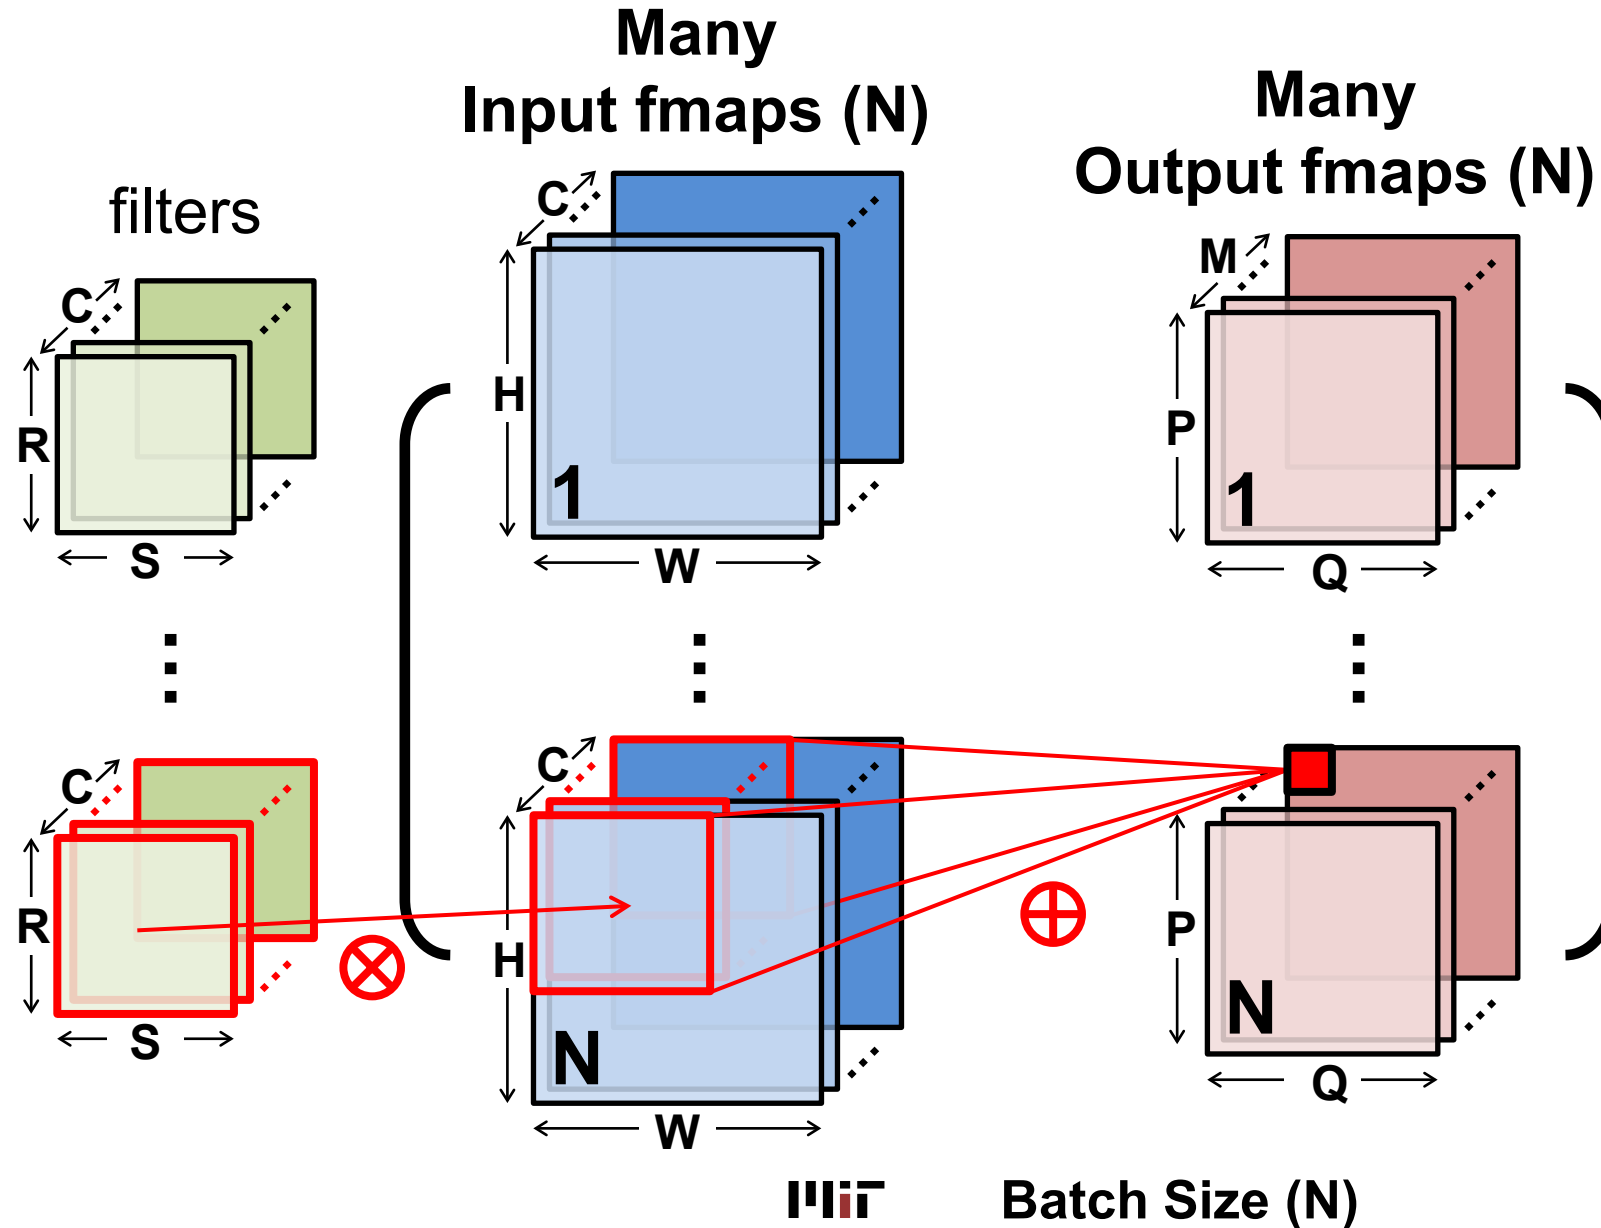 Many
Input fmaps (N)
Many
Output fmaps (N)
filters
C
C
M
R
H
P
1
1
S
W
Q
C
C
R
H
P
N
N
S
W
Q
MIT
Batch Size (N)